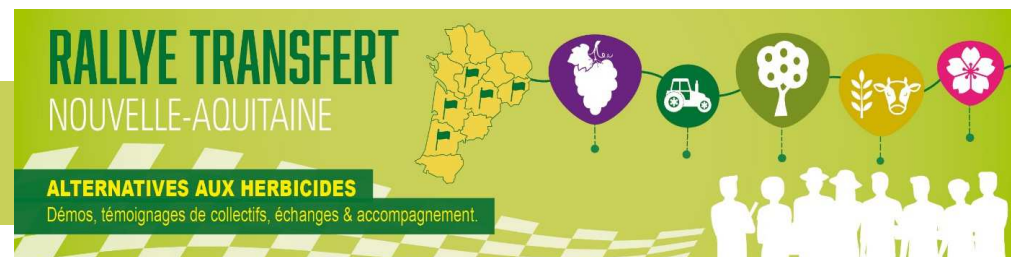 RALLYE TRANSFERT
NOUVELLE-AQUITAINE
ALTERNATIVES AUX HERBICIDES
Démos, témoignages de collectifs, échanges & accompagnement.